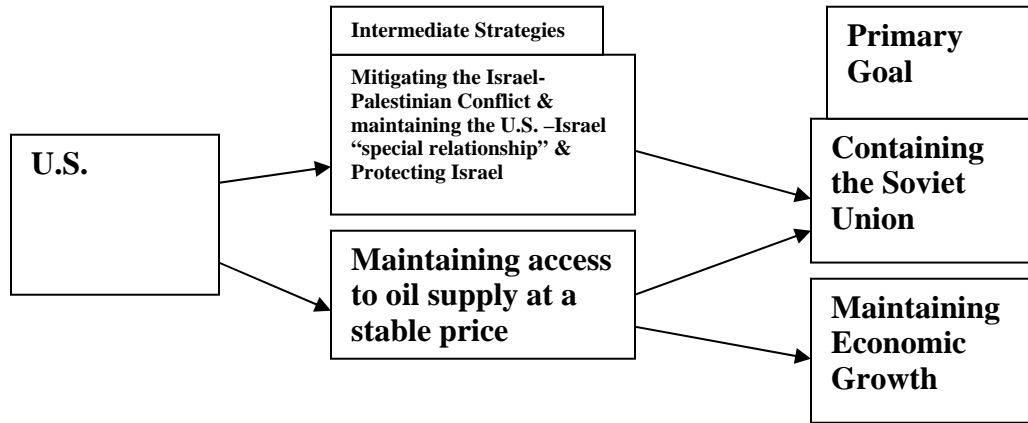 U.S.
Intermediate Strategies
Mitigating the Israel-
Palestinian Conflict &
maintaining the U.S. –Israel
“special relationship” &
Protecting Israel
Maintaining access
to oil supply at a
stable price
Primary
Goal
Containing
the Soviet
Union
Maintaining
Economic
Growth